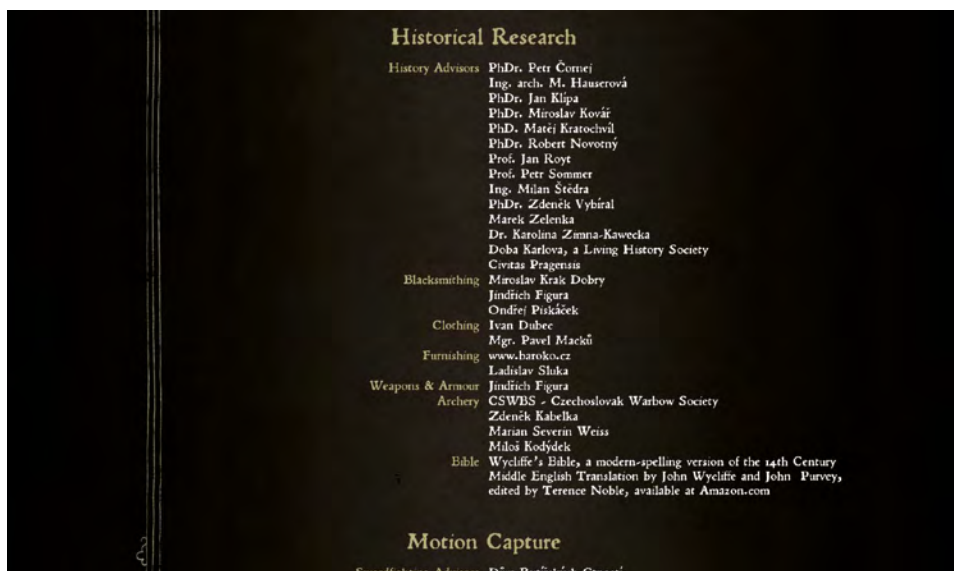 Historical Research
History Advisors PhDr. Petr Čornej
Ing. arch. M. Hauserová
PhDr. Jan Klípa
PhDr. Miroslav Kovář
PhD. Matěj Kratochvíl
PhDr. Robert Novotný
Prof. Jan Royt
Prof. Petr Sommer
Ing. Milan Štědra
PhDr. Zdeněk Vybíral
Marek Zelenka
Dr. Karolina Zimna-Kawecka
Doba Karlova, a Living History Society
Civitas Pragensis
Blacksmithing Miroslav Krak Dobry
Jindřich Figura
Ondřej Piskáček
Clothing Ivan Dubec
Mgr. Pavel Macků
Furnishing www.baroko.cz
Ladislav Sluka
Weapons & Armour Jindřich Figura
Archery CSWBS - Czechoslovak Warbow Society
Zdeněk Kabelka
Marian Severin Weiss
Miloš Kodýdek
Bible Wycliffe's Bible, a modern-spelling version of the 14th Century
Middle English Translation by John Wycliffe and John Purvey,
edited by Terence Noble, available at Amazon.com
Motion Capture